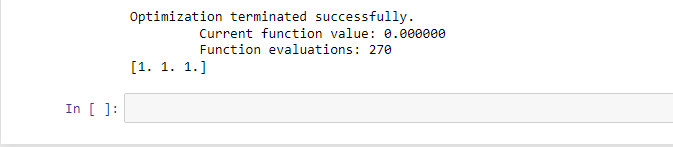 Optimization terminated successfully.
Current function value: 0.000000
Function evaluations: 270
[1. 1. 1.]
In [ ]: